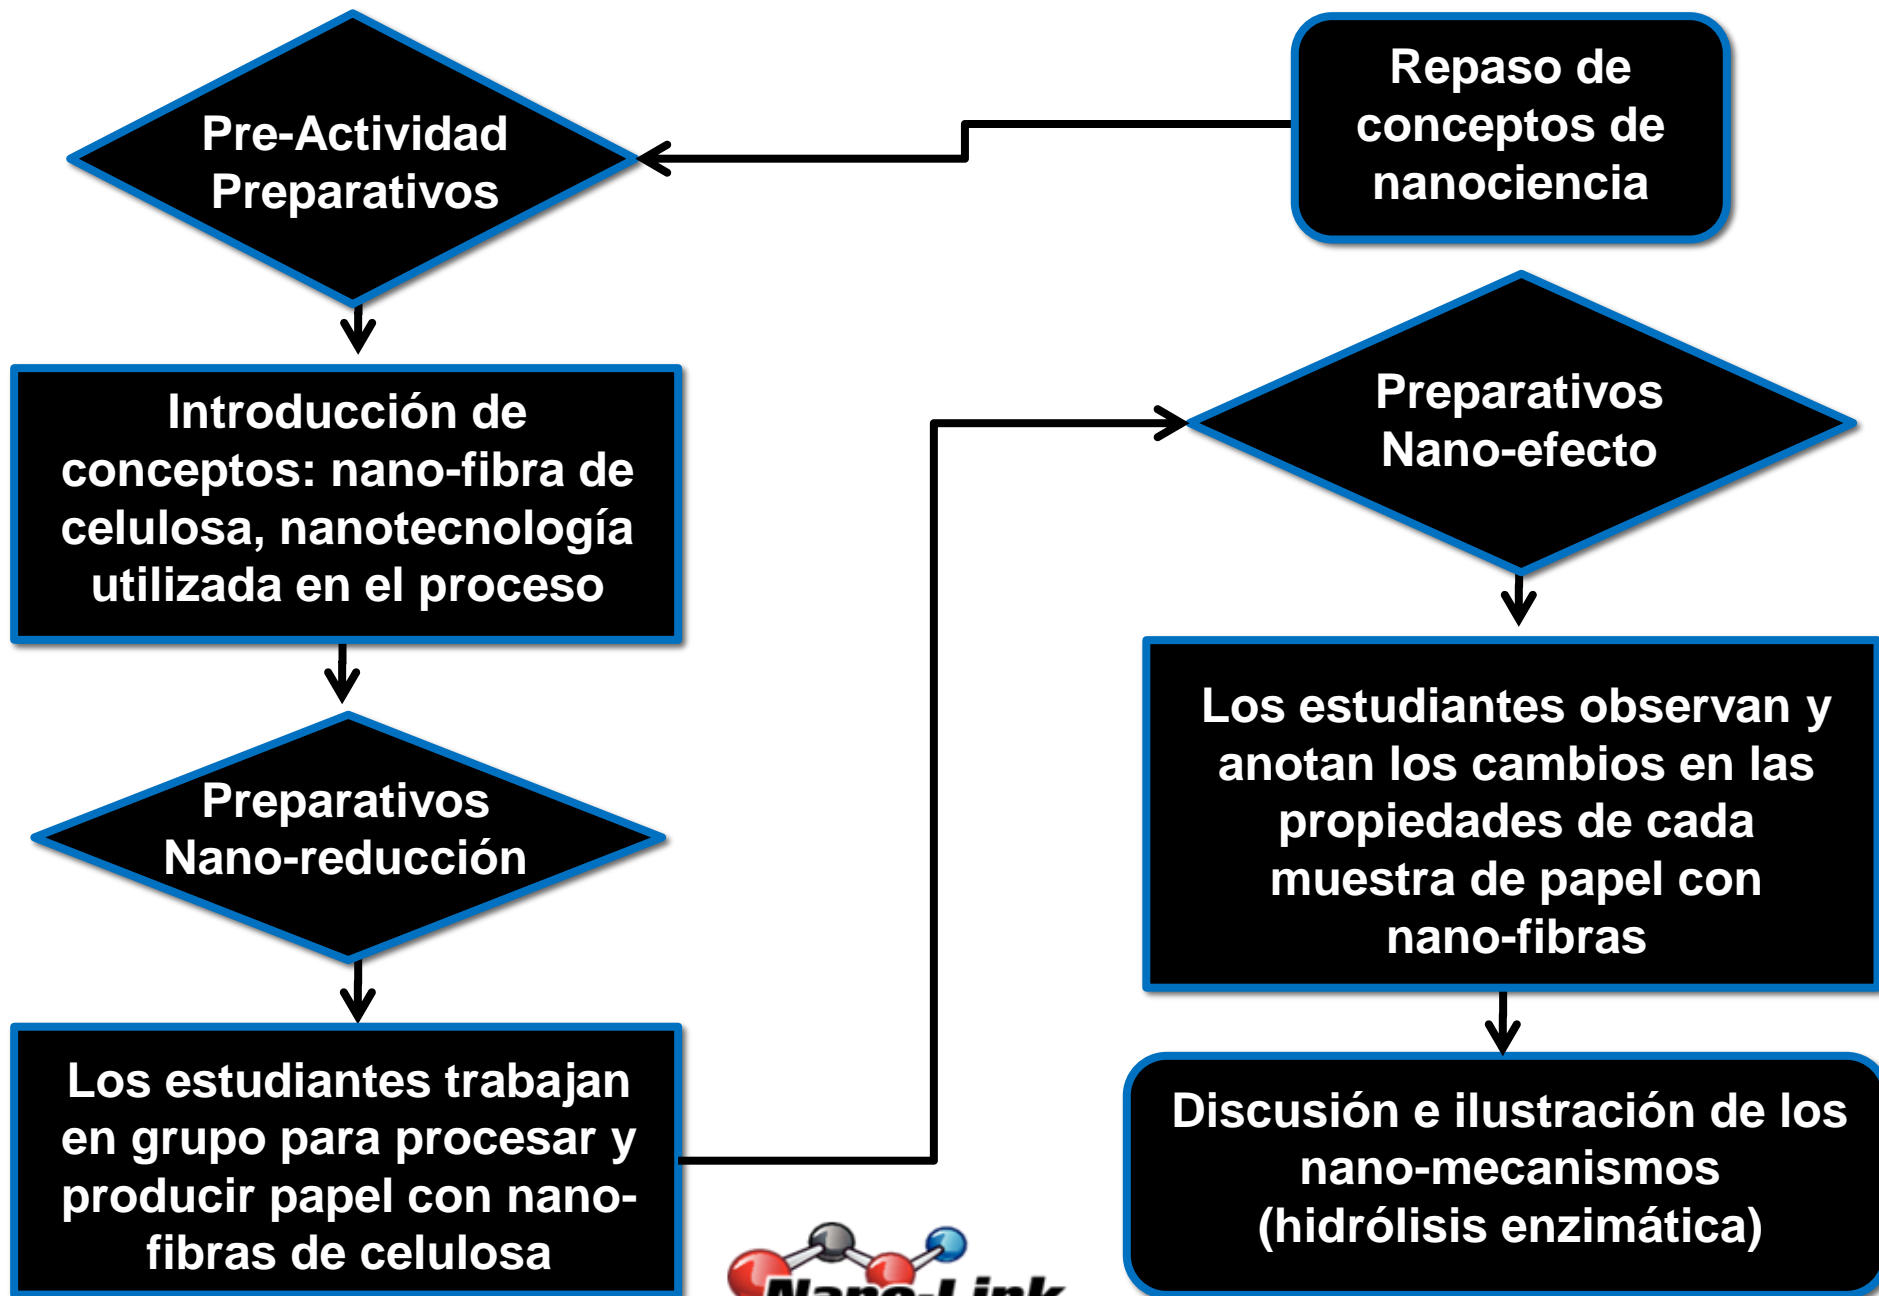 Repaso de
conceptos de
nanociencia
Pre-Actividad
Preparativos
Introducción de
conceptos: nano-fibra de
celulosa, nanotecnología
utilizada en el proceso
Preparativos
Nano-reducción
Los estudiantes trabajan
en grupo para procesar y
producir papel con nano-
fibras de celulosa
Preparativos
Nano-efecto
Los estudiantes observan y
anotan los cambios en las
propiedades de cada
muestra de papel con
nano-fibras
Discusión e ilustración de los
nano-mecanismos
(hidrólisis enzimática)
Nano-Link